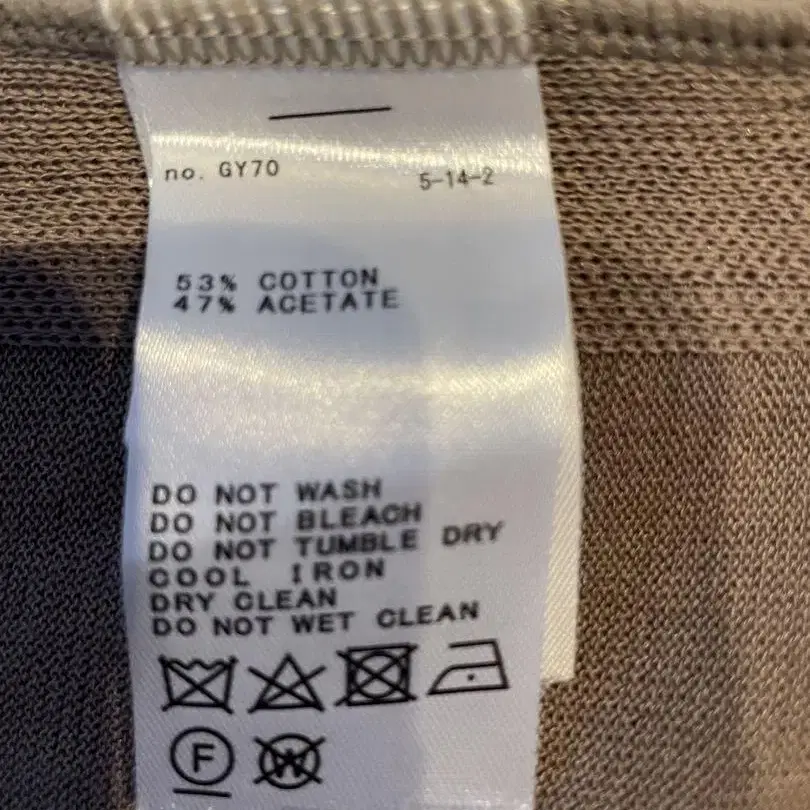 no. GY70 5-14-2
53% COTTON
47% ACETATE
DO NOT WASH
DO NOT BLEACH
DO NOT TUMBLE DRY
COOL IRON
DRY CLEAN
DO NOT WET CLEAN
F W